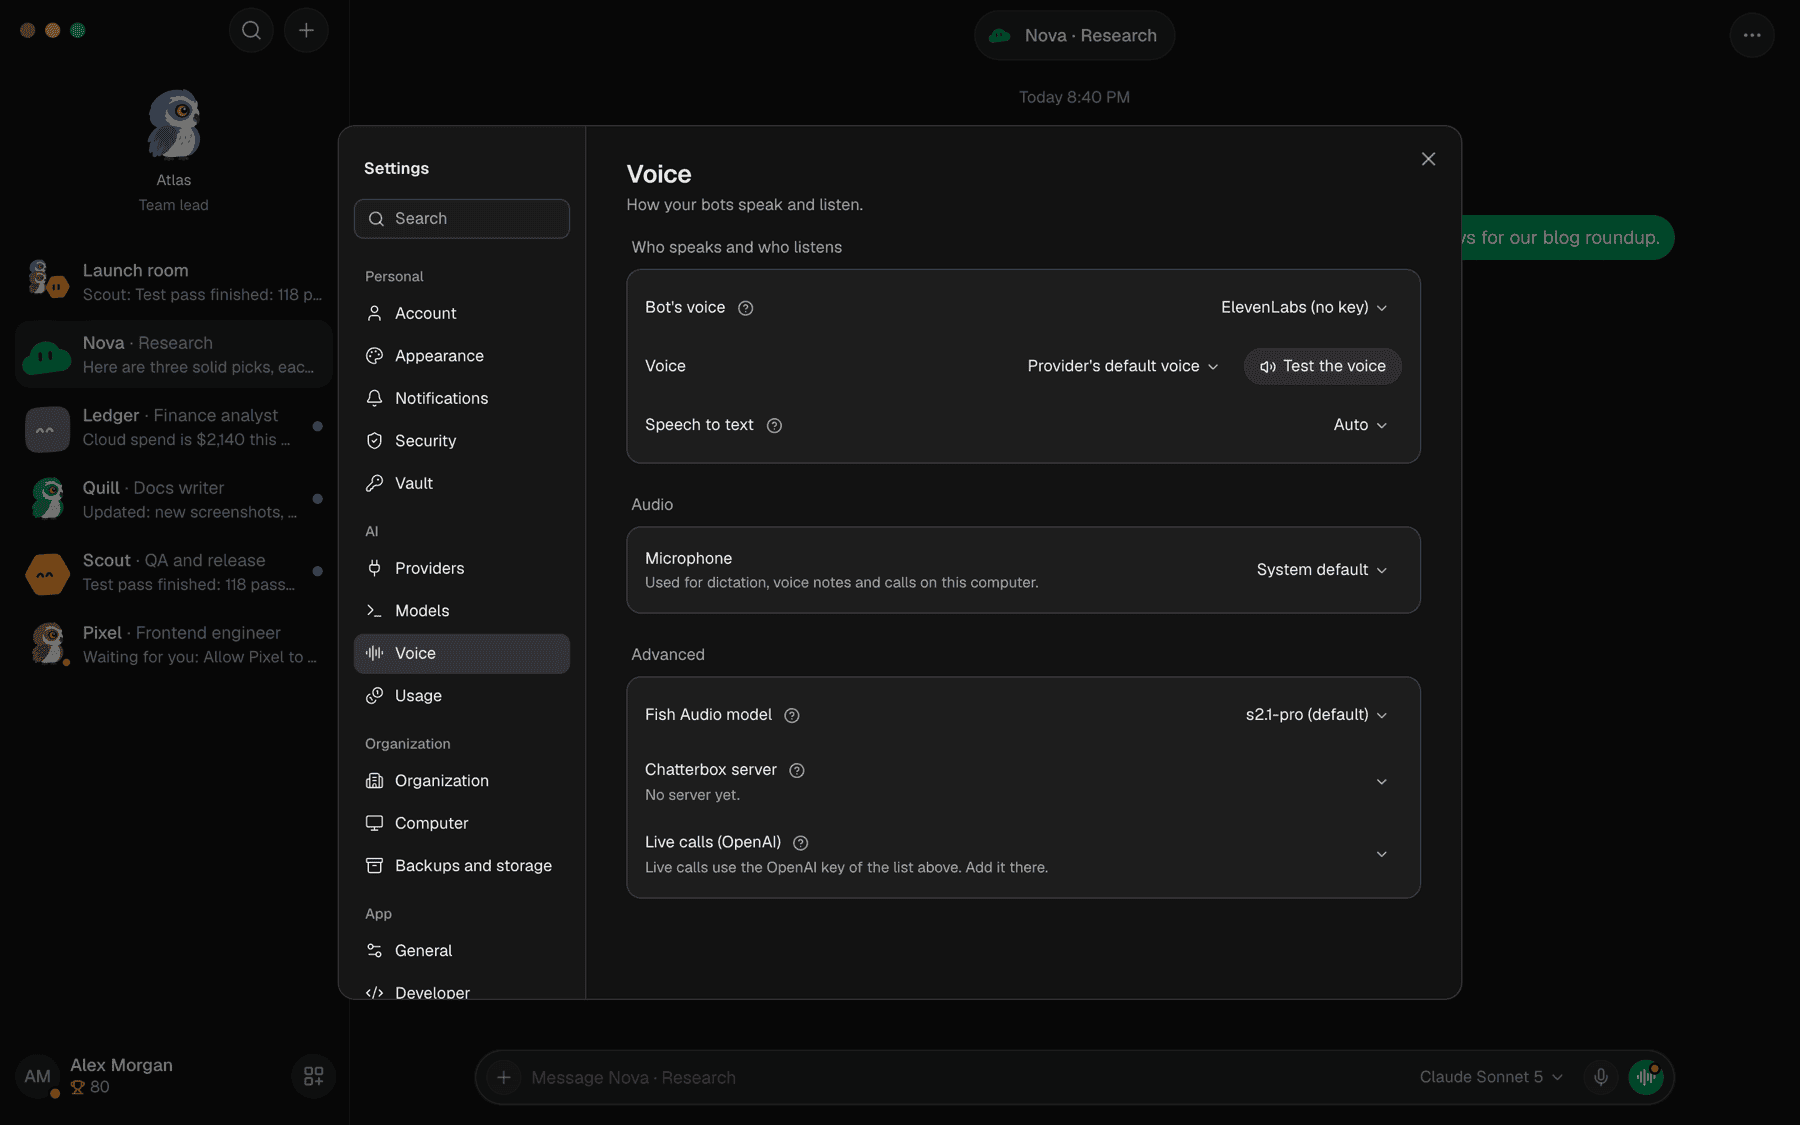 Nova · Research
Today 8:40 PM
Atlas
Team lead
Launch room
Scout: Test pass finished: 118 p...
Nova · Research
Here are three solid picks, eac...
Ledger · Finance analyst
Cloud spend is $2,140 this ...
Quill · Docs writer
Updated: new screenshots, ...
Scout · QA and release
Test pass finished: 118 pass...
Pixel · Frontend engineer
Waiting for you: Allow Pixel to ...
AM
Alex Morgan
80
Settings
Search
Personal
Account
Appearance
Notifications
Security
Vault
AI
Providers
Models
Voice
Usage
Organization
Organization
Computer
Backups and storage
App
General
Developer
Voice
How your bots speak and listen.
Who speaks and who listens
Bot's voice
ElevenLabs (no key)
Voice
Provider's default voice
Test the voice
Speech to text
Auto
Audio
Microphone
Used for dictation, voice notes and calls on this computer.
System default
Advanced
Fish Audio model
s2.1-pro (default)
Chatterbox server
No server yet.
Live calls (OpenAI)
Live calls use the OpenAI key of the list above. Add it there.
for our blog roundup.
Message Nova · Research
Claude Sonnet 5